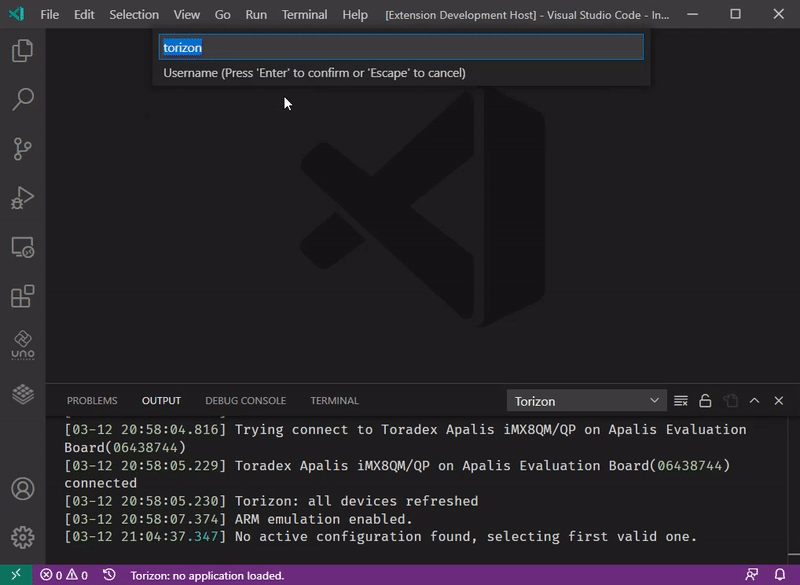 File Edit Selection View Go Run Terminal Help [Extension Development Host] - Visual Studio Code - In...
torizon
Username (Press 'Enter' to confirm or 'Escape' to cancel)
UNO
PROBLEMS OUTPUT DEBUG CONSOLE TERMINAL Torizon
[03-12 20:58:04.816] Trying connect to Toradex Apalis iMX8QM/QP on Apalis Evaluation
Board(06438744)
[03-12 20:58:05.229] Toradex Apalis iMX8QM/QP on Apalis Evaluation Board(06438744)
connected
[03-12 20:58:05.230] Torizon: all devices refreshed
[03-12 20:58:07.374] ARM emulation enabled.
[03-12 21:04:37.347] No active configuration found, selecting first valid one.
0 0 Torizon: no application loaded.